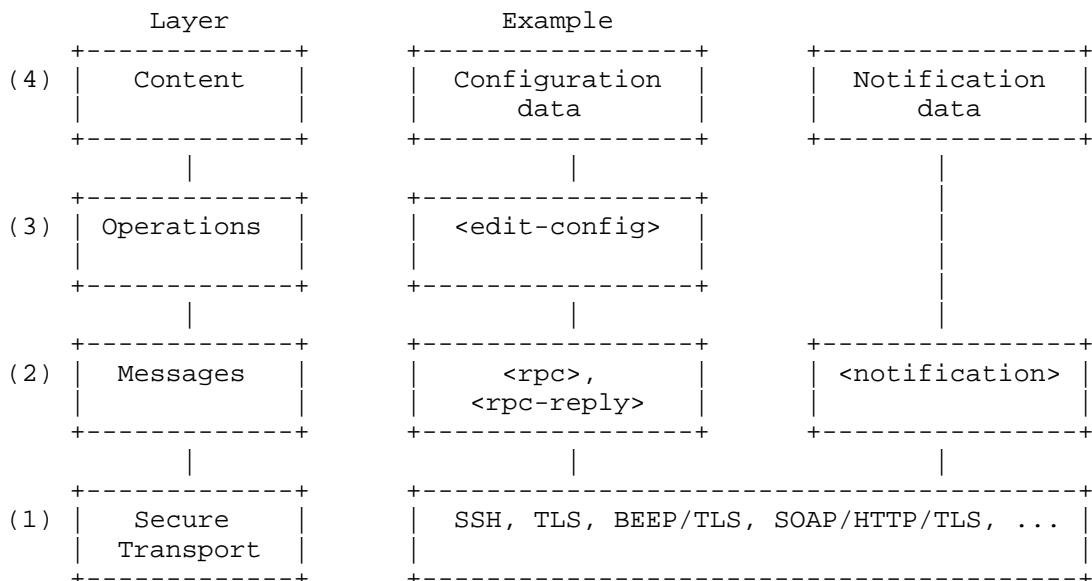 Layer Example
(4) Content Configuration Notification
data data
(3) Operations <edit-config>
(2) Messages <rpc>, <notification>
<rpc-reply>
(1) Secure SSH, TLS, BEEP/TLS, SOAP/HTTP/TLS, ...
Transport